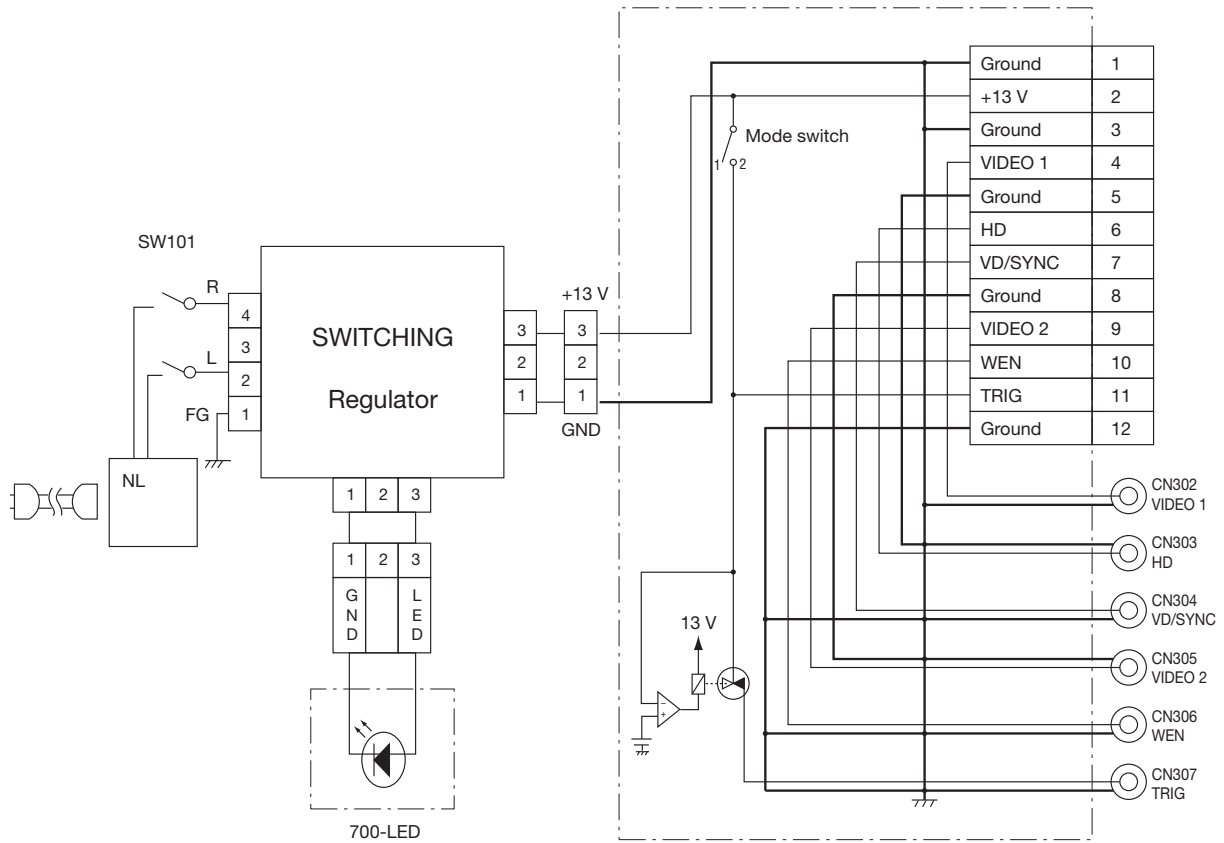 Ground 1
+13 V 2
Ground 3
VIDEO 1 4
Ground 5
HD 6
VD/SYNC 7
Ground 8
VIDEO 2 9
WEN 10
TRIG 11
Ground 12
Mode switch
1 2
SW101
R
L
FG
4
3
2
1
SWITCHING
Regulator
3
2
1
+13 V
3
2
1
GND
NL
1 2 3
1 2 3
GND
LED
700-LED
13 V
−
+
CN302
VIDEO 1
CN303
HD
CN304
VD/SYNC
CN305
VIDEO 2
CN306
WEN
CN307
TRIG